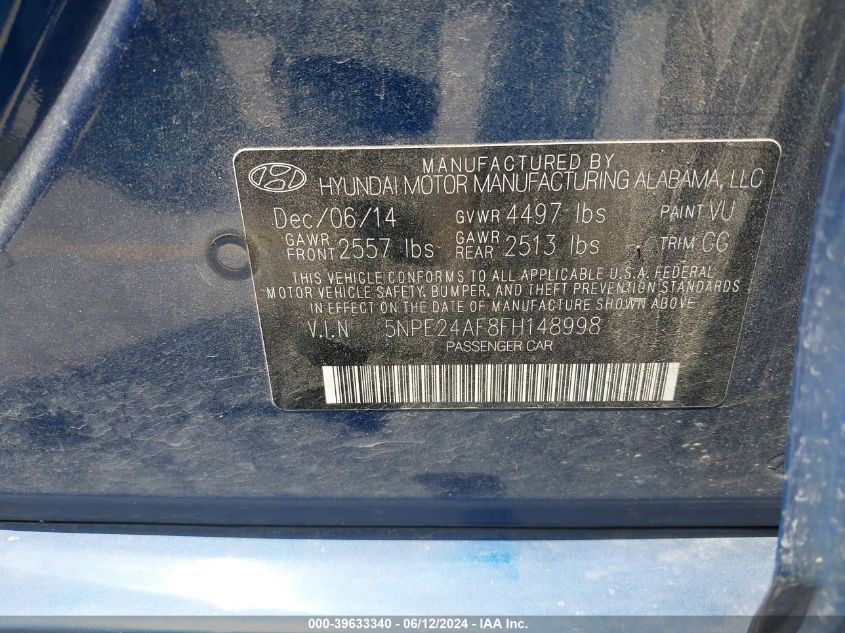 MANUFACTURED BY
HYUNDAI MOTOR MANUFACTURING ALABAMA, LLC
Dec/06/14 GVWR 4497 lbs PAINT VU
GAWR FRONT 2557 lbs GAWR REAR 2513 lbs TRIM GG
THIS VEHICLE CONFORMS TO ALL APPLICABLE U.S.A. FEDERAL
MOTOR VEHICLE SAFETY, BUMPER, AND THEFT PREVENTION STANDARDS
IN EFFECT ON THE DATE OF MANUFACTURE SHOWN ABOVE
V.I.N 5NPE24AF8FH148998
PASSENGER CAR
000-39633340 - 06/12/2024 - IAAI Inc.